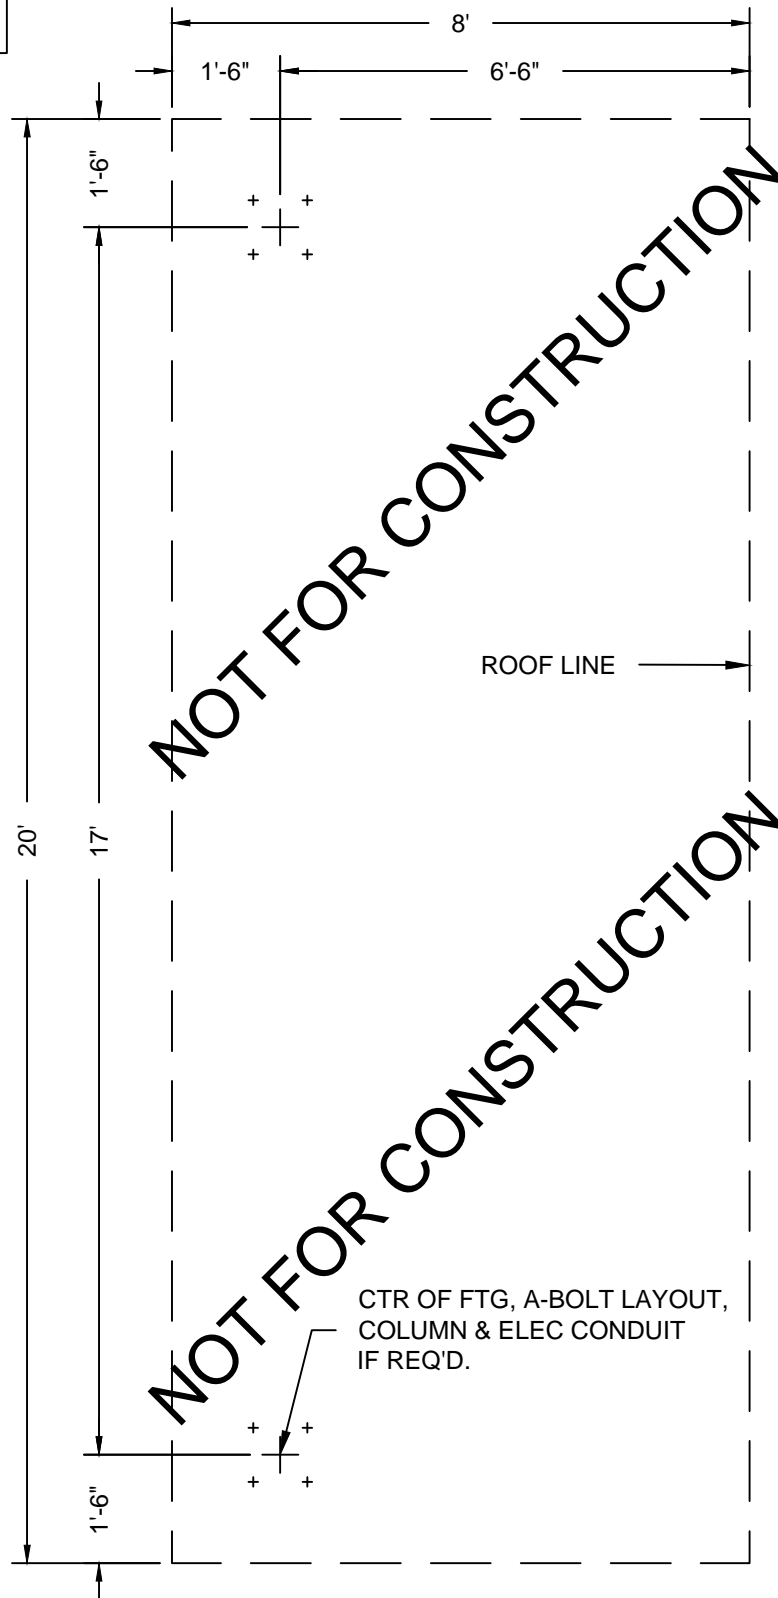 8'
1'-6"
6'-6"
1'-6"
NOT FOR CONSTRUCTION
ROOF LINE
20'
17'
NOT FOR CONSTRUCTION
CTR OF FTG, A-BOLT LAYOUT,
COLUMN & ELEC CONDUIT
IF REQ'D.
1'-6"